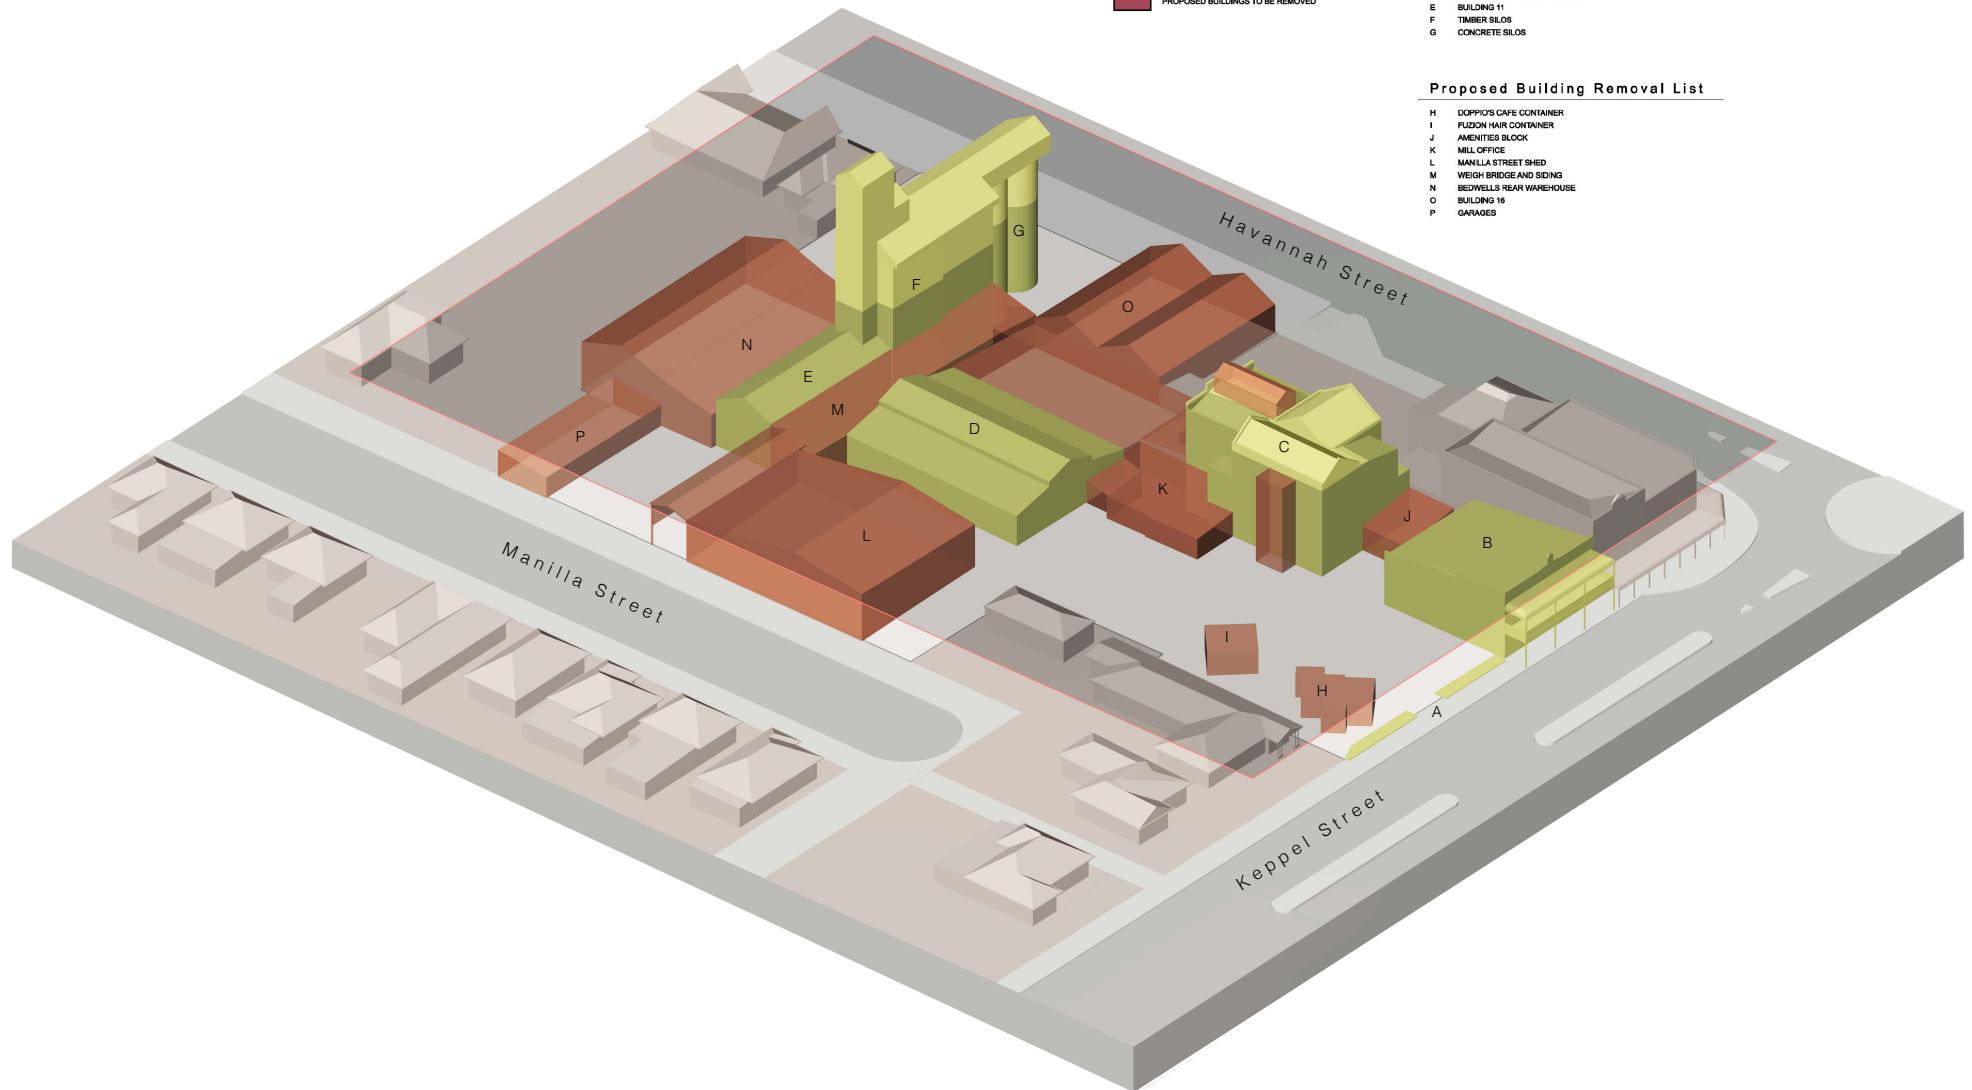 PROPOSED BUILDINGS TO BE REMOVED
E BUILDING 11
F TIMBER SILOS
G CONCRETE SILOS
Proposed Building Removal List
H DOPPIO'S CAFE CONTAINER
I FUZION HAIR CONTAINER
J AMENITIES BLOCK
K MILL OFFICE
L MANILLA STREET SHED
M WEIGH BRIDGE AND SIDING
N BEDWELLS REAR WAREHOUSE
O BUILDING 16
P GARAGES
Havannah Street
G
F
O
N
E
M
D
P
C
K
J
L
B
Manilla Street
I
H
A
Keppel Street